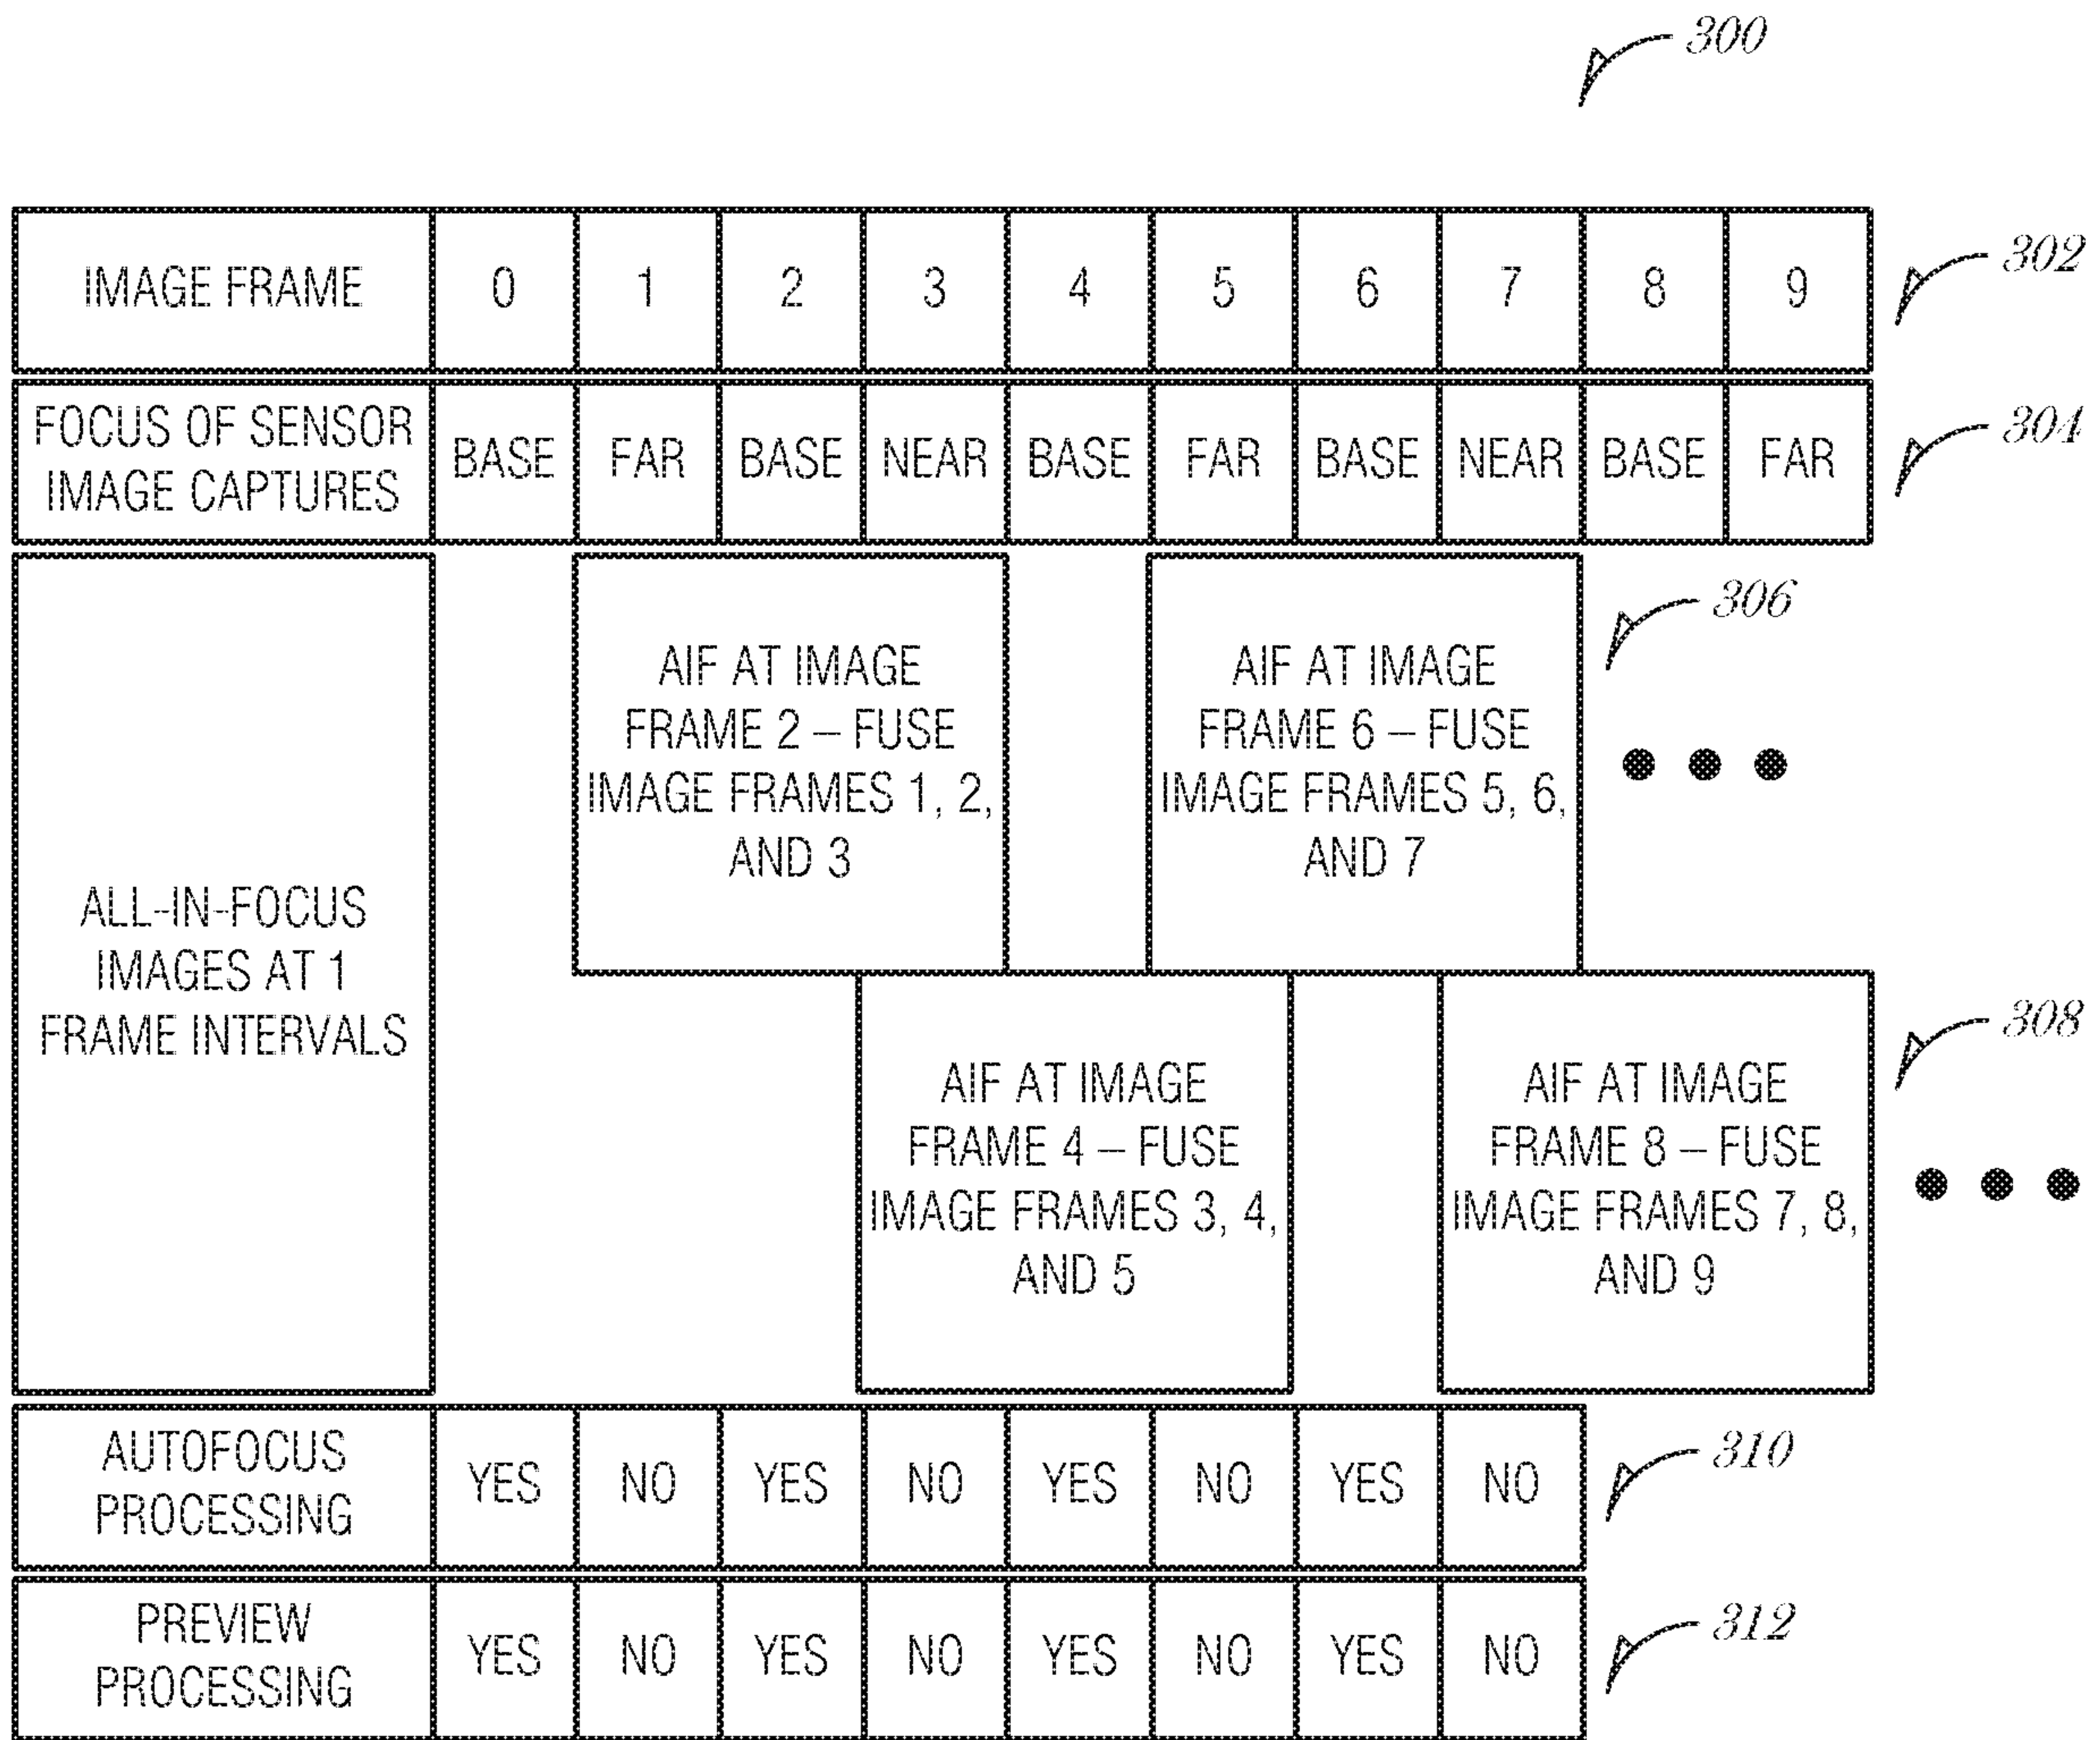 300
IMAGE FRAME 0 1 2 3 4 5 6 7 8 9 302
FOCUS OF SENSOR
IMAGE CAPTURES
BASE FAR BASE NEAR BASE FAR BASE NEAR BASE FAR 304
ALL-IN-FOCUS
IMAGES AT 1
FRAME INTERVALS
AIF AT IMAGE
FRAME 2 – FUSE
IMAGE FRAMES 1, 2,
AND 3
AIF AT IMAGE
FRAME 6 – FUSE
IMAGE FRAMES 5, 6,
AND 7
306
AIF AT IMAGE
FRAME 4 – FUSE
IMAGE FRAMES 3, 4,
AND 5
AIF AT IMAGE
FRAME 8 – FUSE
IMAGE FRAMES 7, 8,
AND 9
308
AUTOFOCUS
PROCESSING
YES NO YES NO YES NO YES NO 310
PREVIEW
PROCESSING
YES NO YES NO YES NO YES NO 312